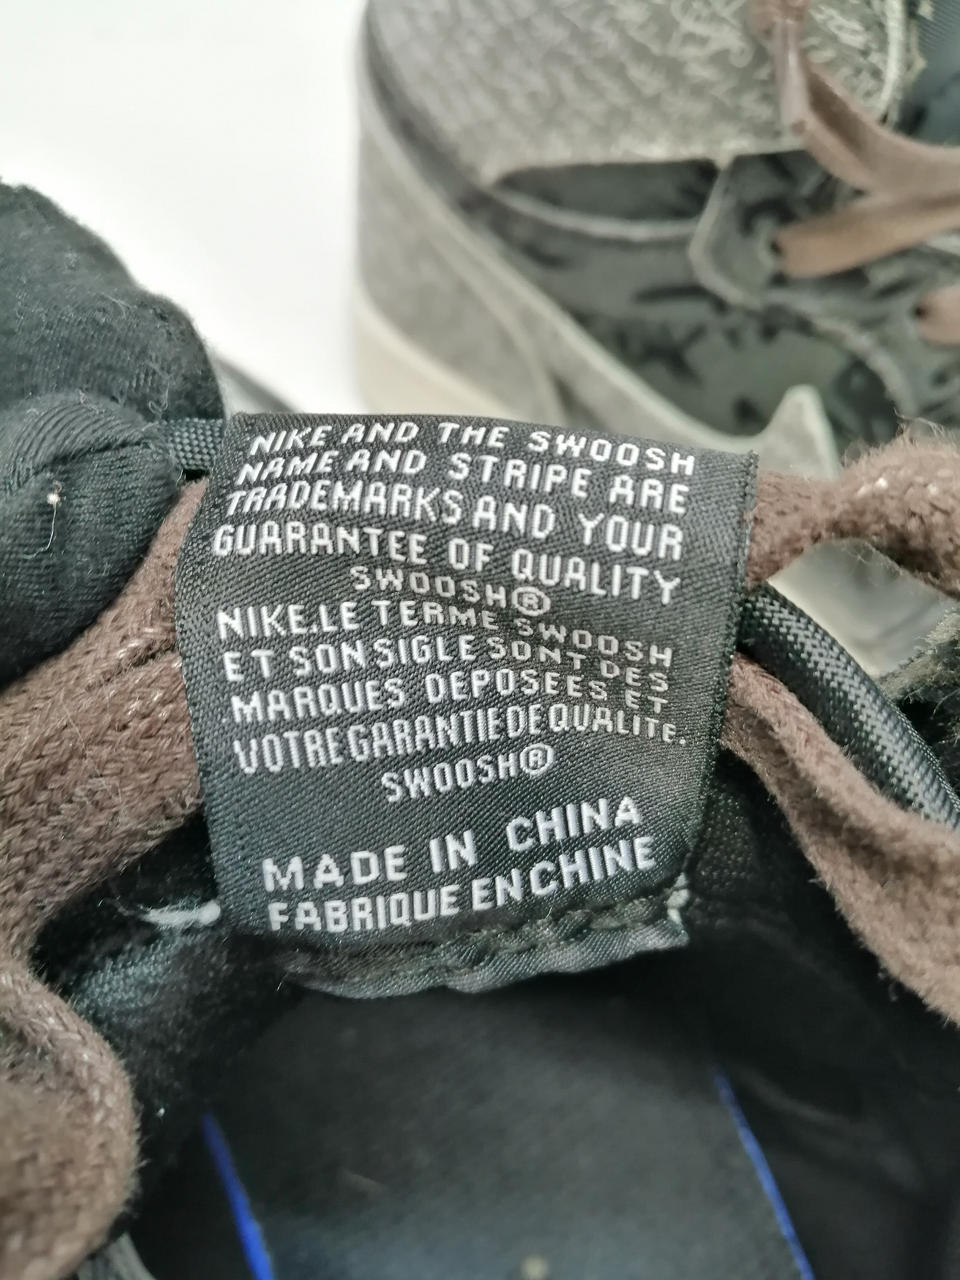 NIKE AND THE SWOOSH
NAME AND STRIPE ARE
TRADEMARKS AND YOUR
GUARANTEE OF QUALITY
SWOOSH®
NIKE.LE TERME SWOOSH
ET SON SIGLE SONT DES
MARQUES DEPOSEES ET
VOTRE GARANTIE DE QUALITE.
SWOOSH®
MADE IN CHINA
FABRIQUE EN CHINE